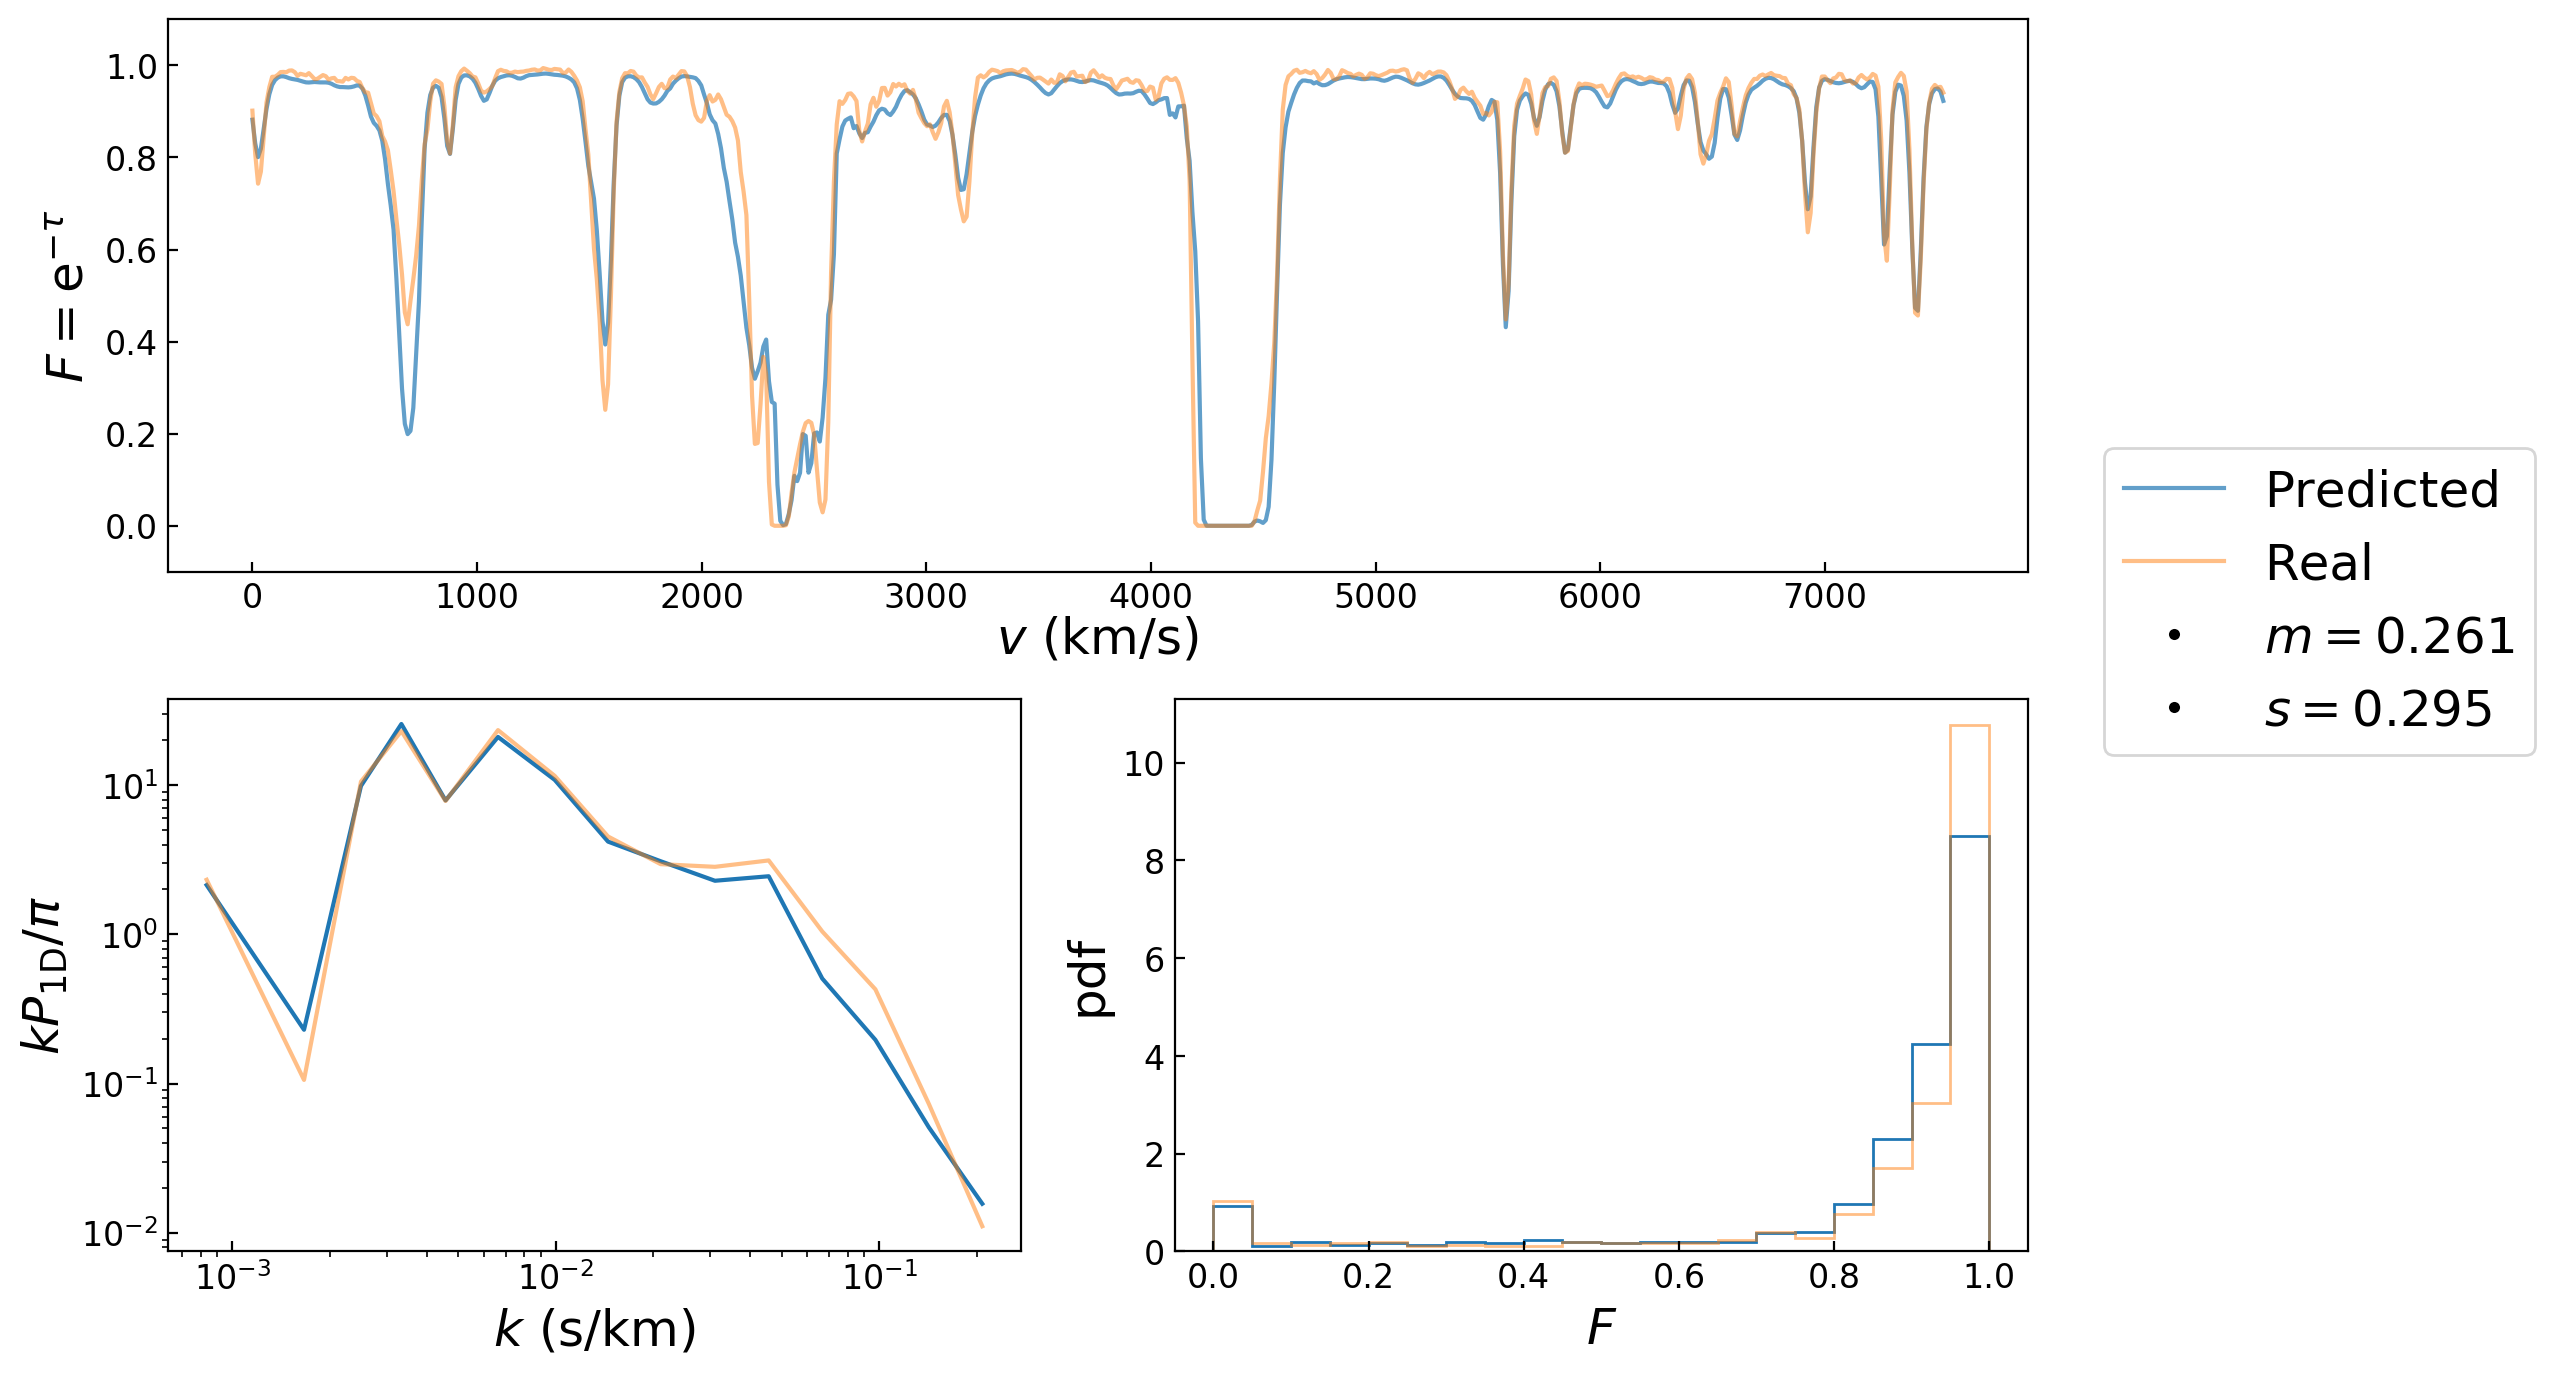 F = e^{−τ}
1.0
0.8
0.6
0.4
0.2
0.0
0 1000 2000 3000 4000 5000 6000 7000
v (km/s)
Predicted
Real
m = 0.261
s = 0.295
kP_{1D}/π
10^1
10^0
10^{−1}
10^{−2}
10^{−3} 10^{−2} 10^{−1}
k (s/km)
pdf
10
8
6
4
2
0
0.0 0.2 0.4 0.6 0.8 1.0
F